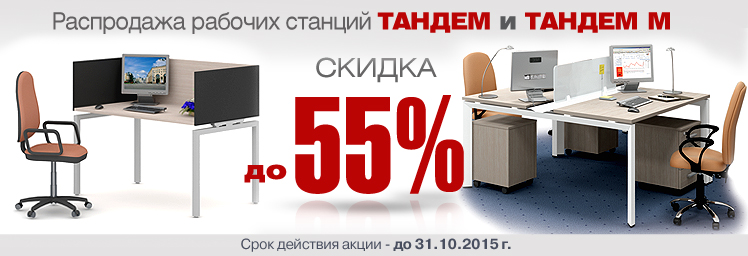 Распродажа рабочих станций ТАНДЕМ и ТАНДЕМ М
СКИДКА
до 55%
Срок действия акции - до 31.10.2015 г.